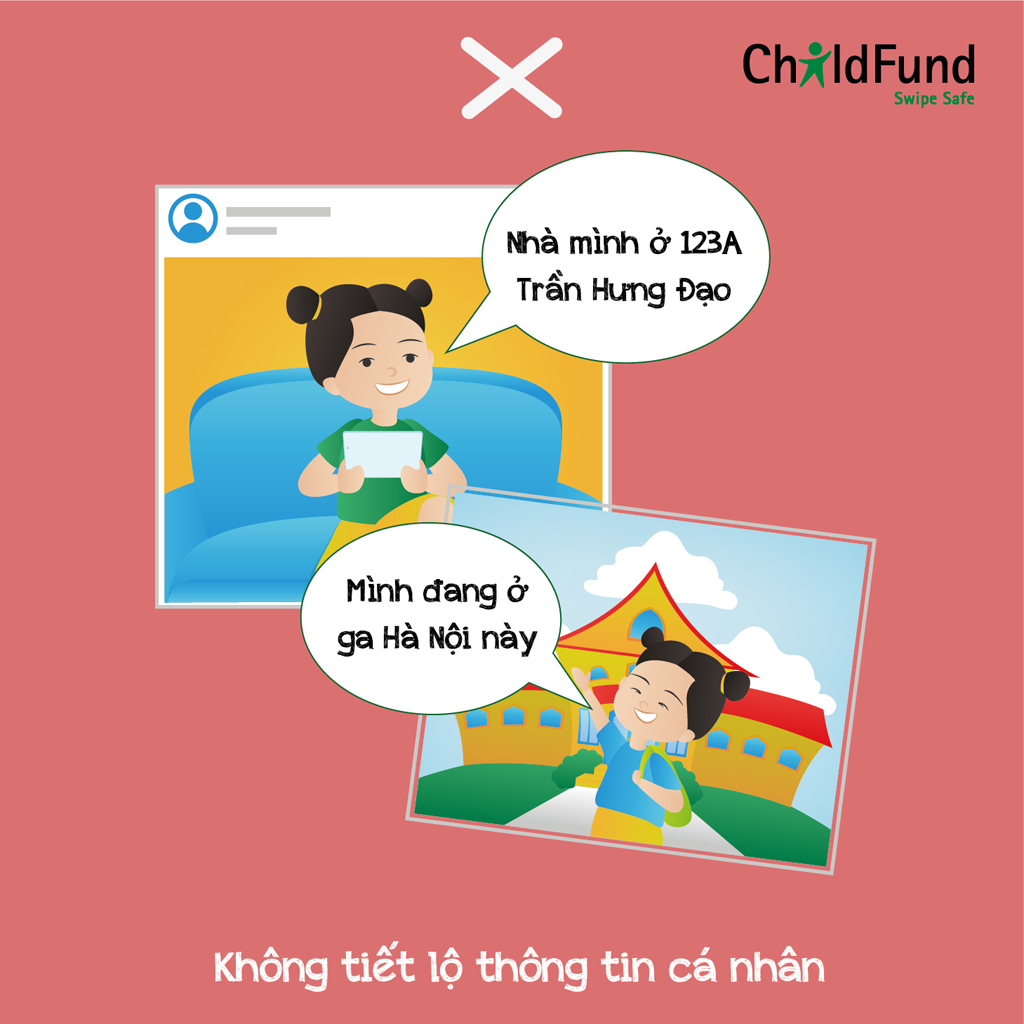 ChildFund
Swipe Safe
Nhà mình ở 123A
Trần Hưng Đạo
Mình đang ở
ga Hà Nội này
Không tiết lộ thông tin cá nhân